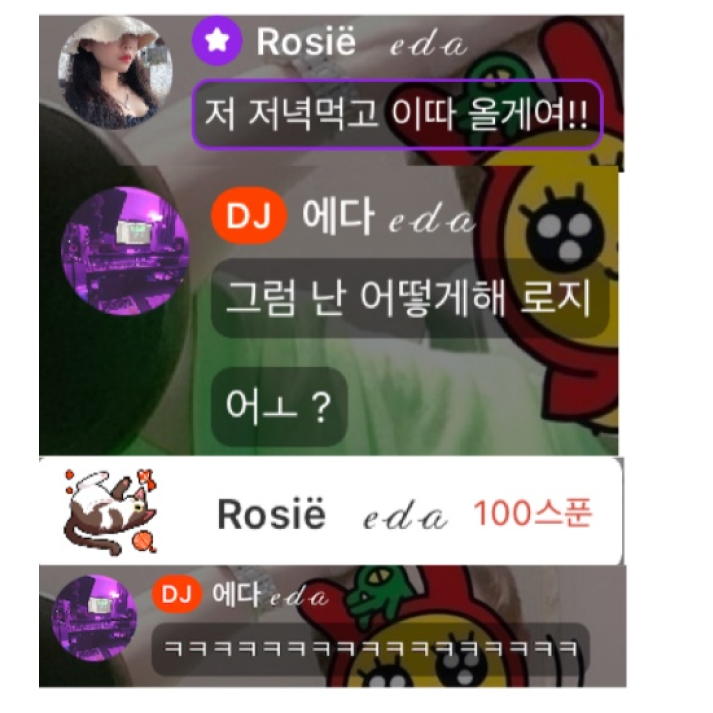 Rosië eda
저 저녁먹고 이따 올게여!!
DJ 에다 eda
그럼 난 어떻게해 로지
어ㅗ ?
Rosië eda 100스푼
DJ 에다 eda
ㅋㅋㅋㅋㅋㅋㅋㅋㅋㅋㅋㅋㅋㅋㅋㅋㅋ